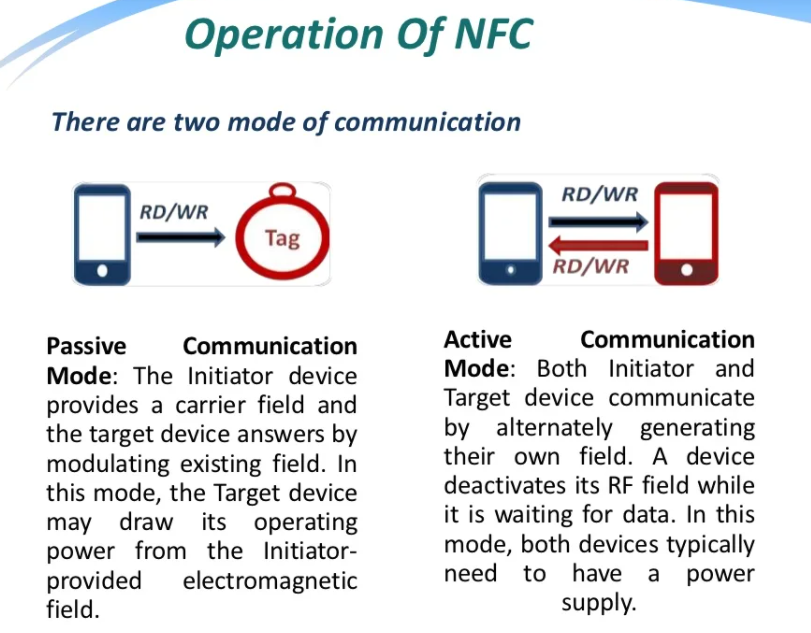 Operation Of NFC
There are two mode of communication
RD/WR
Tag
RD/WR
RD/WR
Passive Communication
Mode: The Initiator device
provides a carrier field and
the target device answers by
modulating existing field. In
this mode, the Target device
may draw its operating
power from the Initiator-
provided electromagnetic
field.
Active Communication
Mode: Both Initiator and
Target device communicate
by alternately generating
their own field. A device
deactivates its RF field while
it is waiting for data. In this
mode, both devices typically
need to have a power
supply.